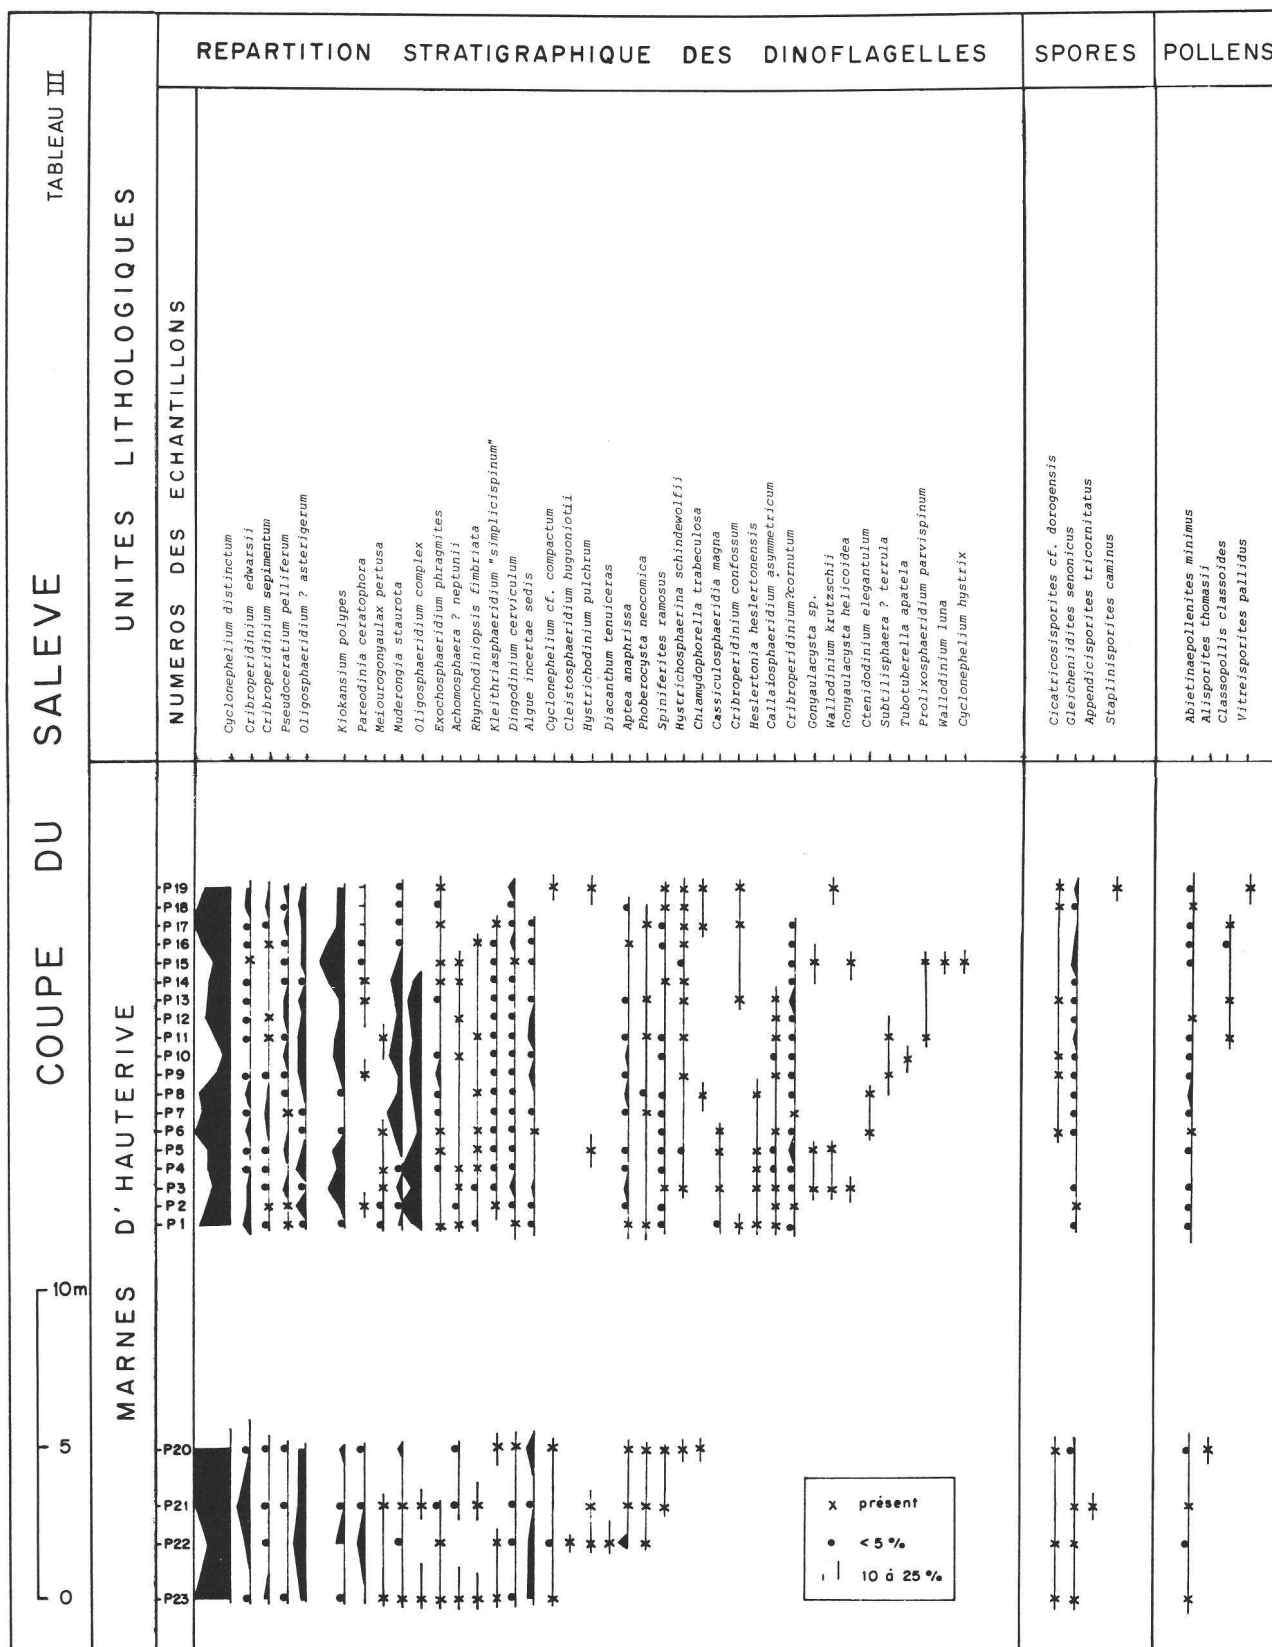 TABLEAU III
COUPE DU SALEVE
UNITES LITHOLOGIQUES
NUMEROS DES ECHANTILLONS
REPARTITION STRATIGRAPHIQUE DES DINOFLAGELLES
SPORES
POLLENS
Cyclonephelium distinctum
Cribroperidinium edwarsii
Cribroperidinium sepimentum
Pseudoceratium pelliferum
Oligosphaeridium ? asterigerum
Kiokansium polypes
Pareodinia ceratophora
Meiourogonyaulax pertusa
Muderongia staurota
Oligosphaeridium complex
Exochosphaeridium phragmites
Achomosphaera ? neptunii
Rhynchodiniopsis fimbriata
Kleithriasphaeridium "simplicispinum"
Dingodinium cerviculum
Algue incertae sedis
Cyclonephelium cf. compactum
Cleistosphaeridium huguoniotii
Hystrichodinium pulchrum
Diacanthum tenuiceras
Aptea anaphrissa
Phoberocysta neocomica
Spiniferites ramosus
Hystrichosphaerina schindewolfii
Chlamydophorella trabeculosa
Cassiculosphaeridia magna
Cribroperidinium confossum
Heslertonia heslertonensis
Callaiosphaeridium asymmetricum
Cribroperidinium?cornutum
Gonyaulacysta sp.
Wallodinium krutzschii
Gonyaulacysta helicoidea
Ctenidodinium elegantulum
Subtilisphaera ? terrula
Tubotuberella apatela
Prolixosphaeridium parvispinum
Wallodinium luna
Cyclonephelium hystrix
Cicatricosisporites cf. dorogensis
Gleicheniidites senonicus
Appendicisporites tricornitatus
Staplinisporites caminus
Abietinaepollenites minimus
Alisporites thomasii
Classopollis classoides
Vitreisporites pallidus
MARNES D'HAUTERIVE
P19
P18
P17
P16
P15
P14
P13
P12
P11
P10
P9
P8
P7
P6
P5
P4
P3
P2
P1
10m
5
0
P20
P21
P22
P23
x présent
• <5 %
10 à 25 %